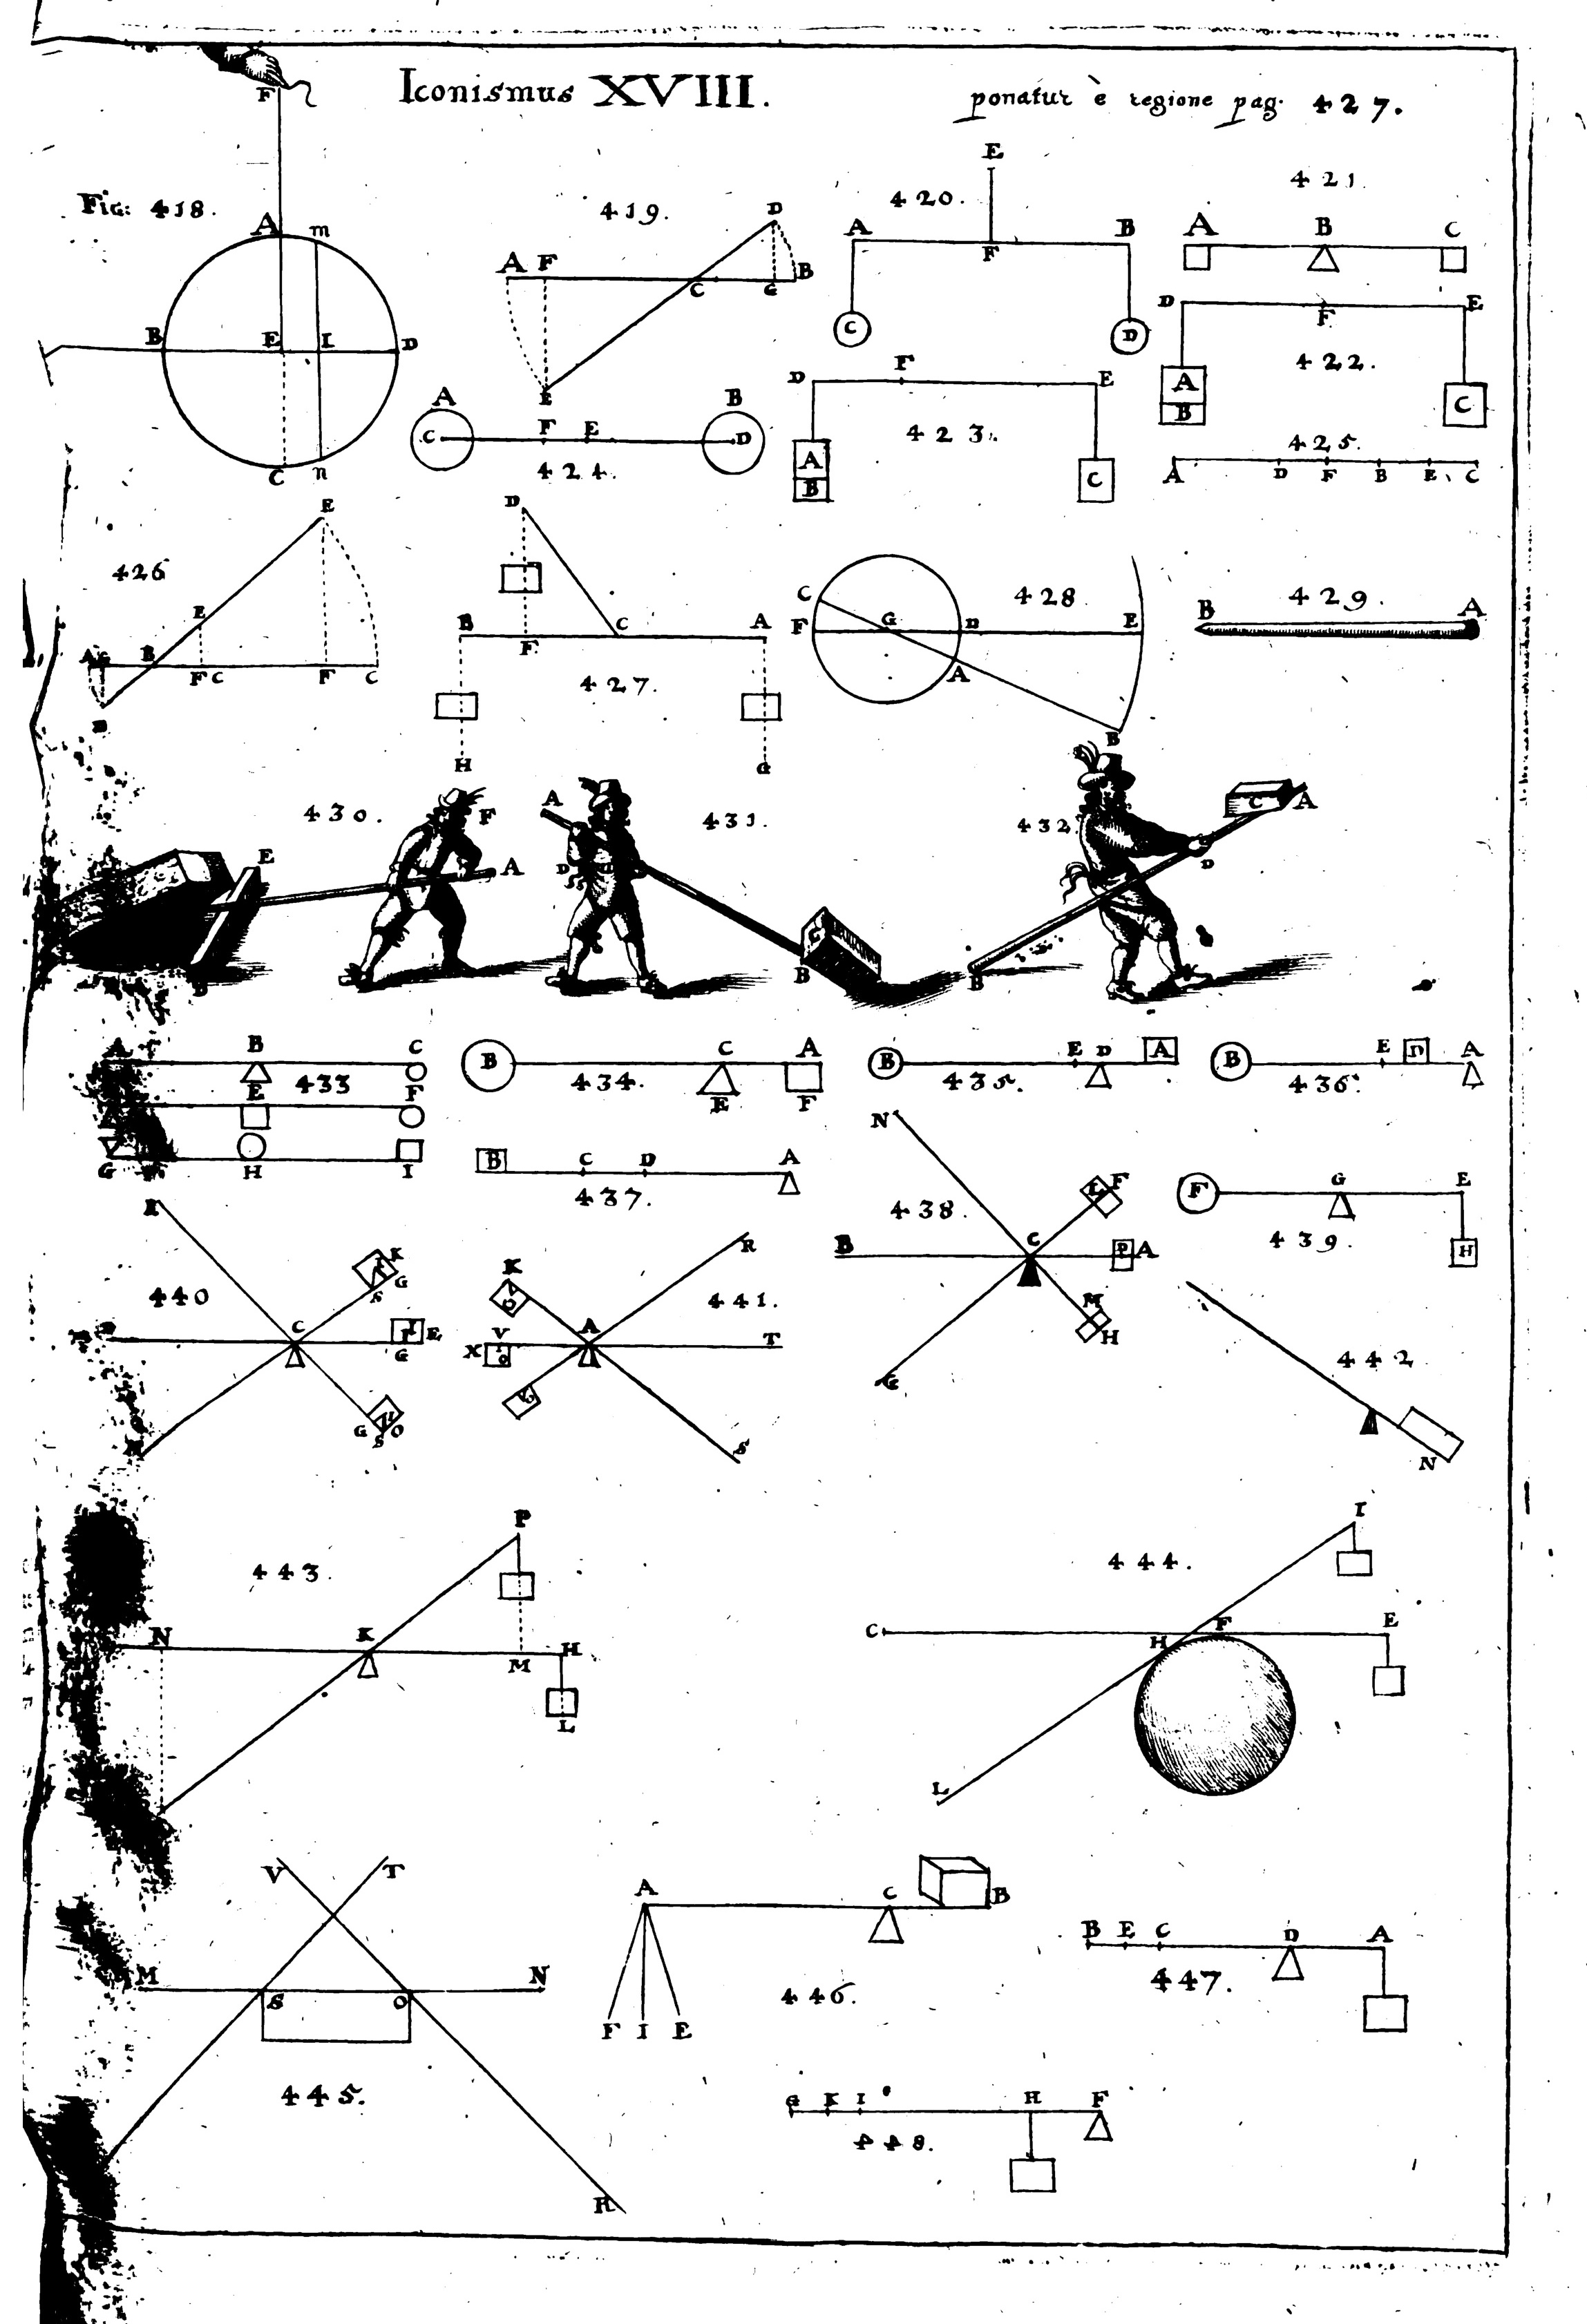 Iconismus XVIII.
ponatur è regione pag. 427.
Fig: 418.
F
A m
B E I D
C n
419.
D
A F C G B
E
420.
E
A F B
C D
421.
A B C
D F E
422.
A
B
C
D F E
423.
A
B
C
A B
C F E D
424.
425.
A D F B E C
426
E
E
B F C F C
D
B F C A
427.
H G
428
C
F G D E
A
B
429.
B A
430.
F
E
A
431.
A
D
C
B
432.
C A
D
B
A B C
433
E F
G H I
B C A
434.
E F
B E D A
435.
B E D A
436.
B C D A
437.
N
438.
L F
B C P A
M
H
G
F G E
439.
H
R
440
I K
S G
C
I E
G
G S O
K
R
441.
X V A T
S
442
N
P
443.
N K M H
L
I
444.
C H F E
L
V T
M S O N
445.
R
A C B
446.
F I E
B E C D A
447.
G K I H F
448.